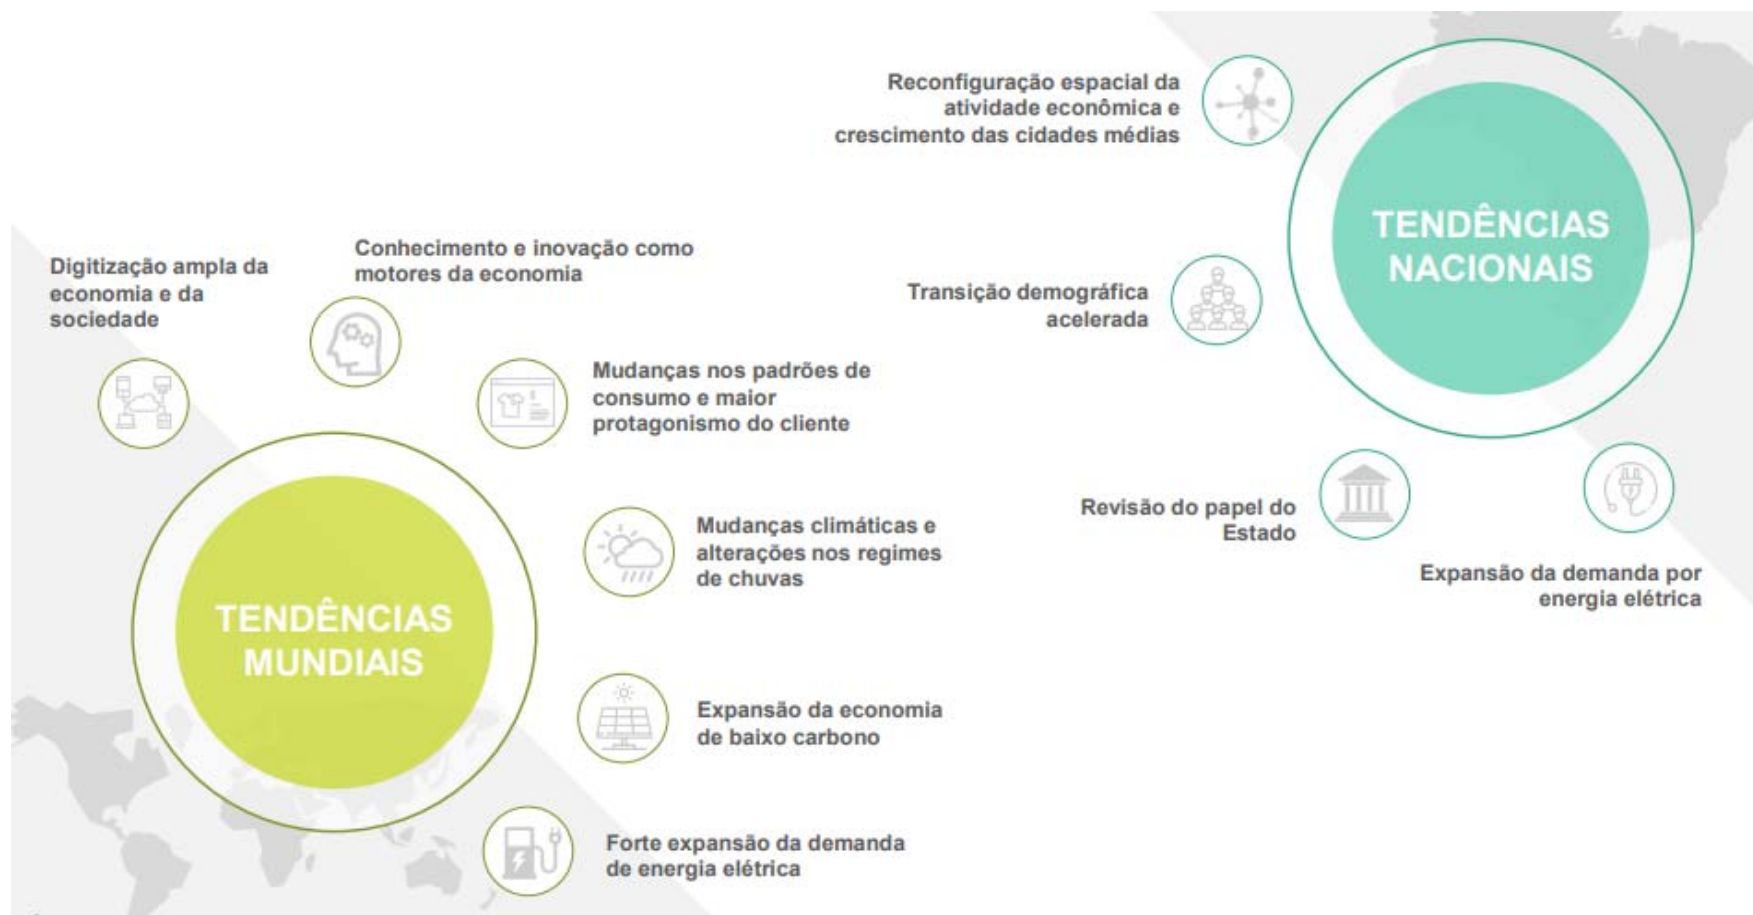 Digitização ampla da
economia e da
sociedade
Conhecimento e inovação como
motores da economia
Mudanças nos padrões de
consumo e maior
protagonismo do cliente
Mudanças climáticas e
alterações nos regimes
de chuvas
Expansão da economia
de baixo carbono
Forte expansão da demanda
de energia elétrica
TENDÊNCIAS
MUNDIAIS
Reconfiguração espacial da
atividade econômica e
crescimento das cidades médias
Transição demográfica
acelerada
Revisão do papel do
Estado
Expansão da demanda por
energia elétrica
TENDÊNCIAS
NACIONAIS